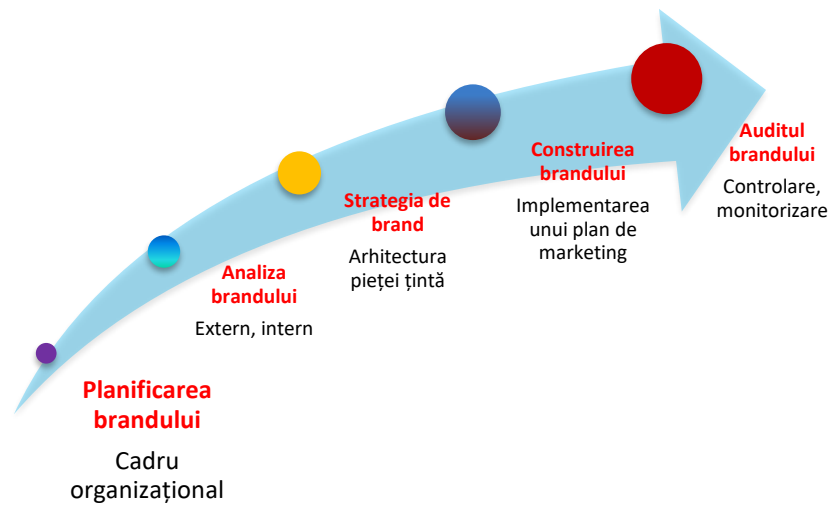 Planificarea
brandului
Cadru
organizațional
Analiza
brandului
Extern, intern
Strategia de
brand
Arhitectura
pieței țintă
Construirea
brandului
Implementarea
unui plan de
marketing
Auditul
brandului
Controlare,
monitorizare